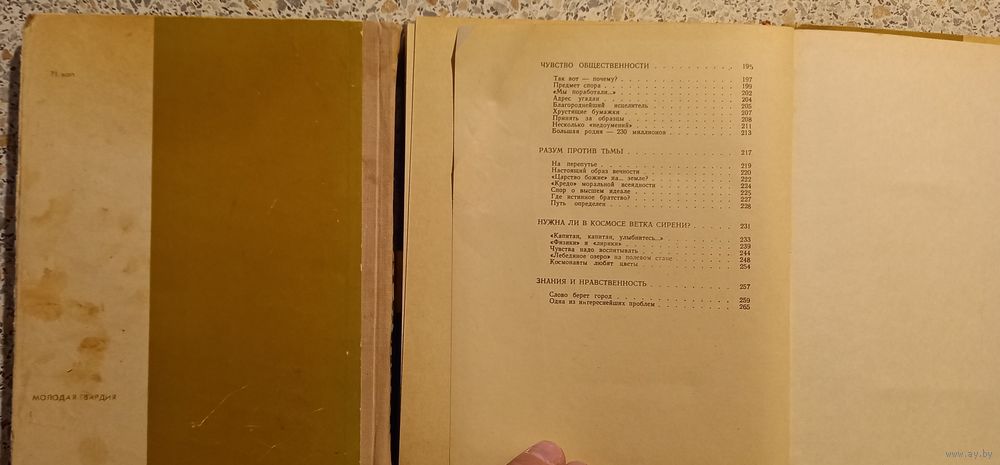 71 коп.
МОЛОДАЯ ГВАРДИЯ
ЧУВСТВО ОБЩЕСТВЕННОСТИ . . . . . . . . . . 195
Так вот — почему? . . . . . . . . . . . . 197
Предмет спора . . . . . . . . . . . . . 199
«Мы поработали...» . . . . . . . . . . . . 202
Адрес угадан . . . . . . . . . . . . . 204
Благороднейший исцелитель . . . . . . . . . 205
Хрустящие бумажки . . . . . . . . . . . 207
Принять за образцы . . . . . . . . . . . 208
Несколько «недоумений» . . . . . . . . . . 211
Большая родня — 230 миллионов . . . . . . . 213
РАЗУМ ПРОТИВ ТЬМЫ . . . . . . . . . . . 217
На перепутье . . . . . . . . . . . . . 219
Настоящий образ вечности . . . . . . . . . 220
«Царство божие» на... земле? . . . . . . . . 222
«Кредо» моральной всеядности . . . . . . . . 224
Спор о высшем идеале . . . . . . . . . . 225
Где истинное братство? . . . . . . . . . . 227
Путь определен . . . . . . . . . . . . 228
НУЖНА ЛИ В КОСМОСЕ ВЕТКА СИРЕНИ? . . . . 231
«Капитан, капитан, улыбнитесь...» . . . . . . . 233
«Физики» и «лирики» . . . . . . . . . . . 239
Чувства надо воспитывать . . . . . . . . . 244
«Лебединое озеро» на полевом стане . . . . . . 248
Космонавты любят цветы . . . . . . . . . . 254
ЗНАНИЯ И НРАВСТВЕННОСТЬ . . . . . . . . . 257
Слово берет город . . . . . . . . . . . 259
Одна из интереснейших проблем . . . . . . . 265
www.ay.by